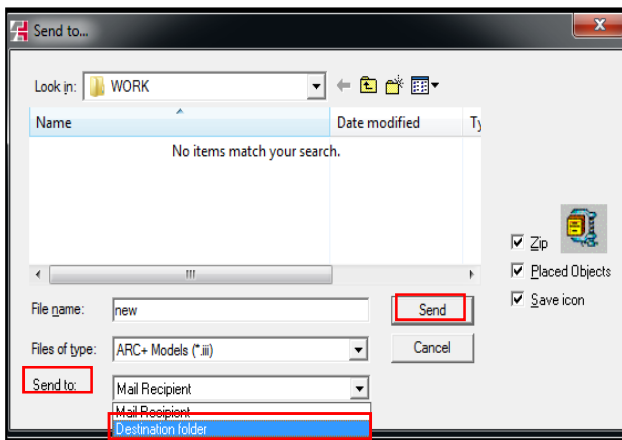 Send to...
Look in: WORK
Name Date modified Ty
No items match your search.
Zip
Placed Objects
Save icon
File name: new Send
Files of type: ARC+ Models (*.iii) Cancel
Send to: Mail Recipient
Mail Recipient
Destination folder